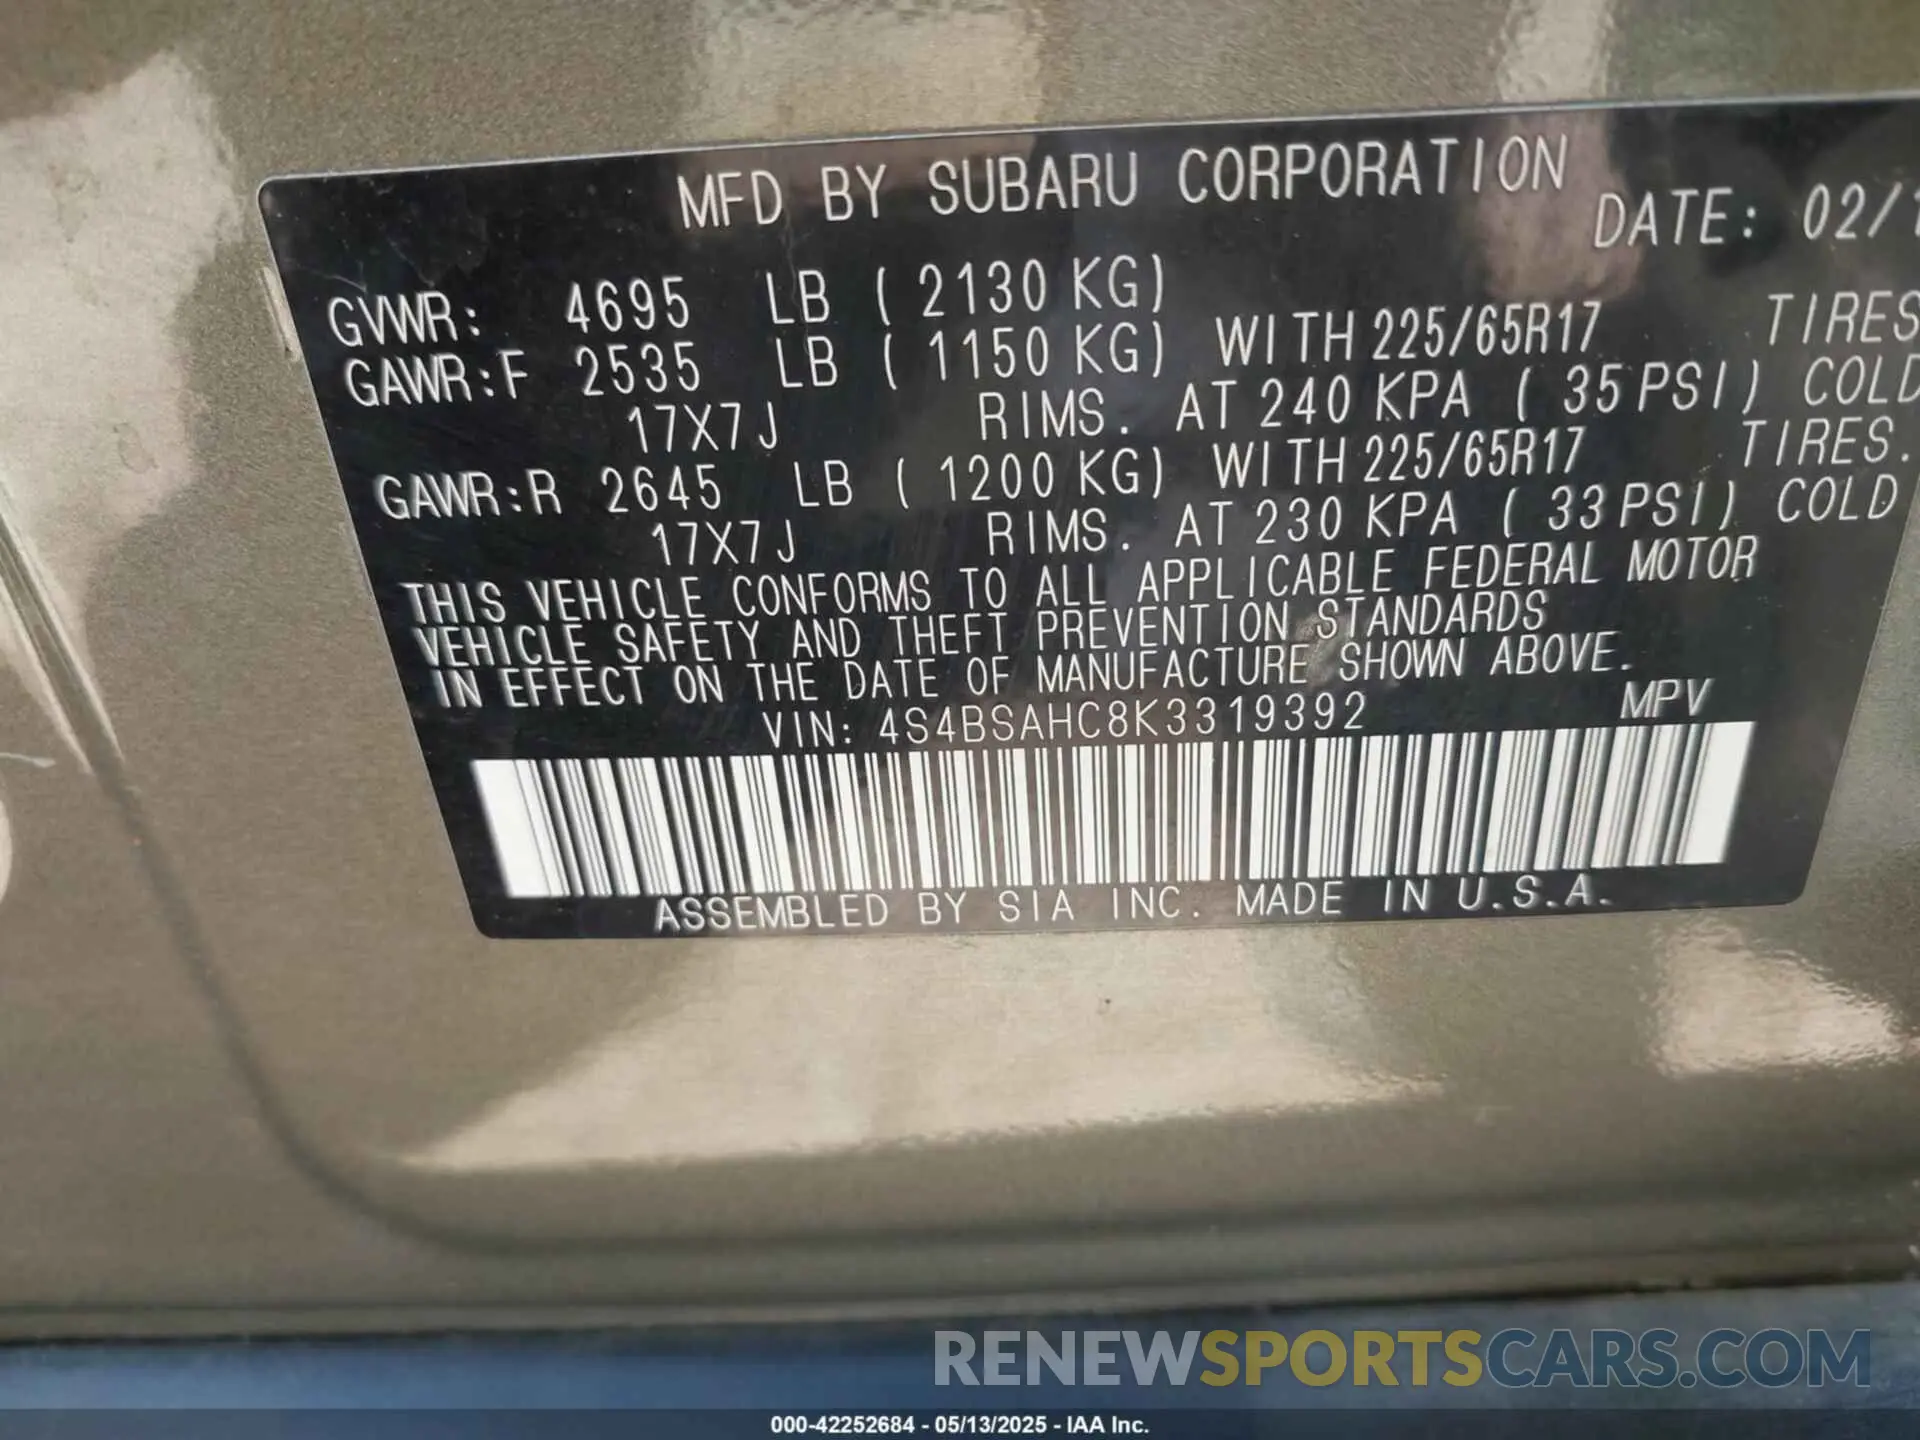 MFD BY SUBARU CORPORATION
DATE: 02/1
GVWR: 4695 LB ( 2130 KG)
GAWR:F 2535 LB ( 1150 KG) WITH 225/65R17 TIRES
17X7J RIMS. AT 240 KPA ( 35 PSI) COLD
GAWR:R 2645 LB ( 1200 KG) WITH 225/65R17 TIRES.
17X7J RIMS. AT 230 KPA ( 33 PSI) COLD
THIS VEHICLE CONFORMS TO ALL APPLICABLE FEDERAL MOTOR
VEHICLE SAFETY AND THEFT PREVENTION STANDARDS
IN EFFECT ON THE DATE OF MANUFACTURE SHOWN ABOVE.
VIN: 4S4BSAHC8K3319392 MPV
ASSEMBLED BY SIA INC. MADE IN U.S.A.
RENEWSPORTSCARS.COM
000-42252684 - 05/13/2025 - IAA Inc.